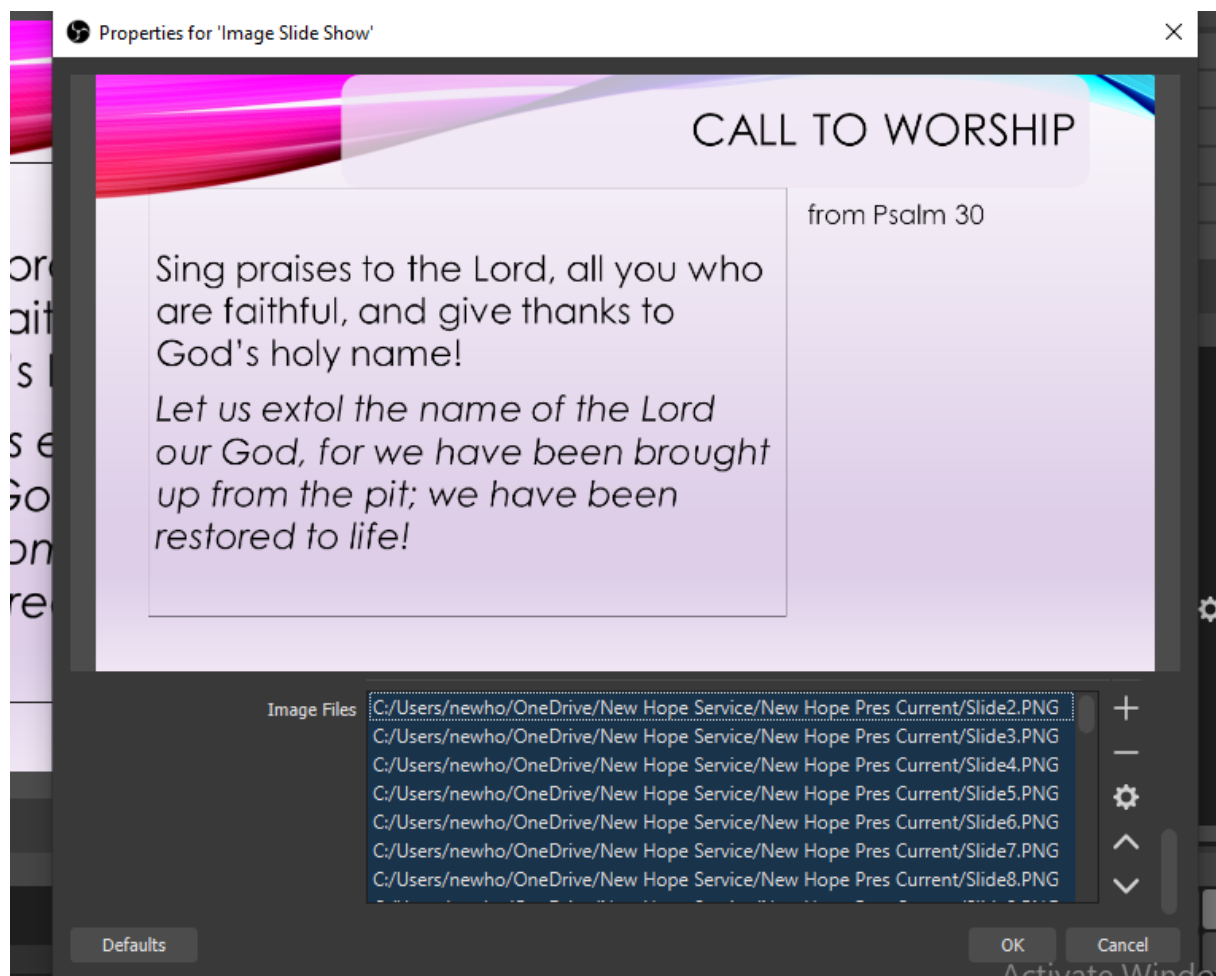 Properties for 'Image Slide Show'
CALL TO WORSHIP
from Psalm 30
Sing praises to the Lord, all you who
are faithful, and give thanks to
God's holy name!
Let us extol the name of the Lord
our God, for we have been brought
up from the pit; we have been
restored to life!
Image Files
C:/Users/newho/OneDrive/New Hope Service/New Hope Pres Current/Slide2.PNG
C:/Users/newho/OneDrive/New Hope Service/New Hope Pres Current/Slide3.PNG
C:/Users/newho/OneDrive/New Hope Service/New Hope Pres Current/Slide4.PNG
C:/Users/newho/OneDrive/New Hope Service/New Hope Pres Current/Slide5.PNG
C:/Users/newho/OneDrive/New Hope Service/New Hope Pres Current/Slide6.PNG
C:/Users/newho/OneDrive/New Hope Service/New Hope Pres Current/Slide7.PNG
C:/Users/newho/OneDrive/New Hope Service/New Hope Pres Current/Slide8.PNG
Defaults
OK
Cancel